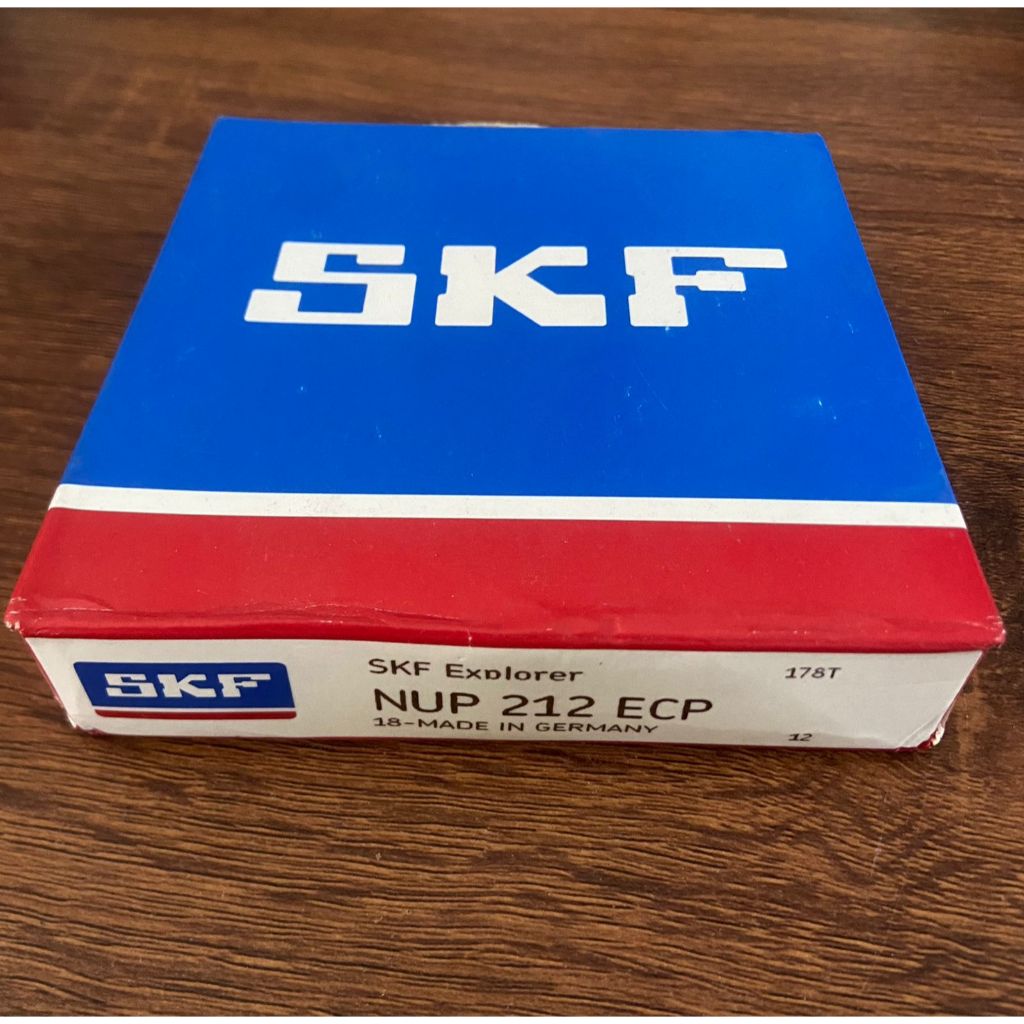 SKF
SKF
SKF Explorer
178T
NUP 212 ECP
18-MADE IN GERMANY
12